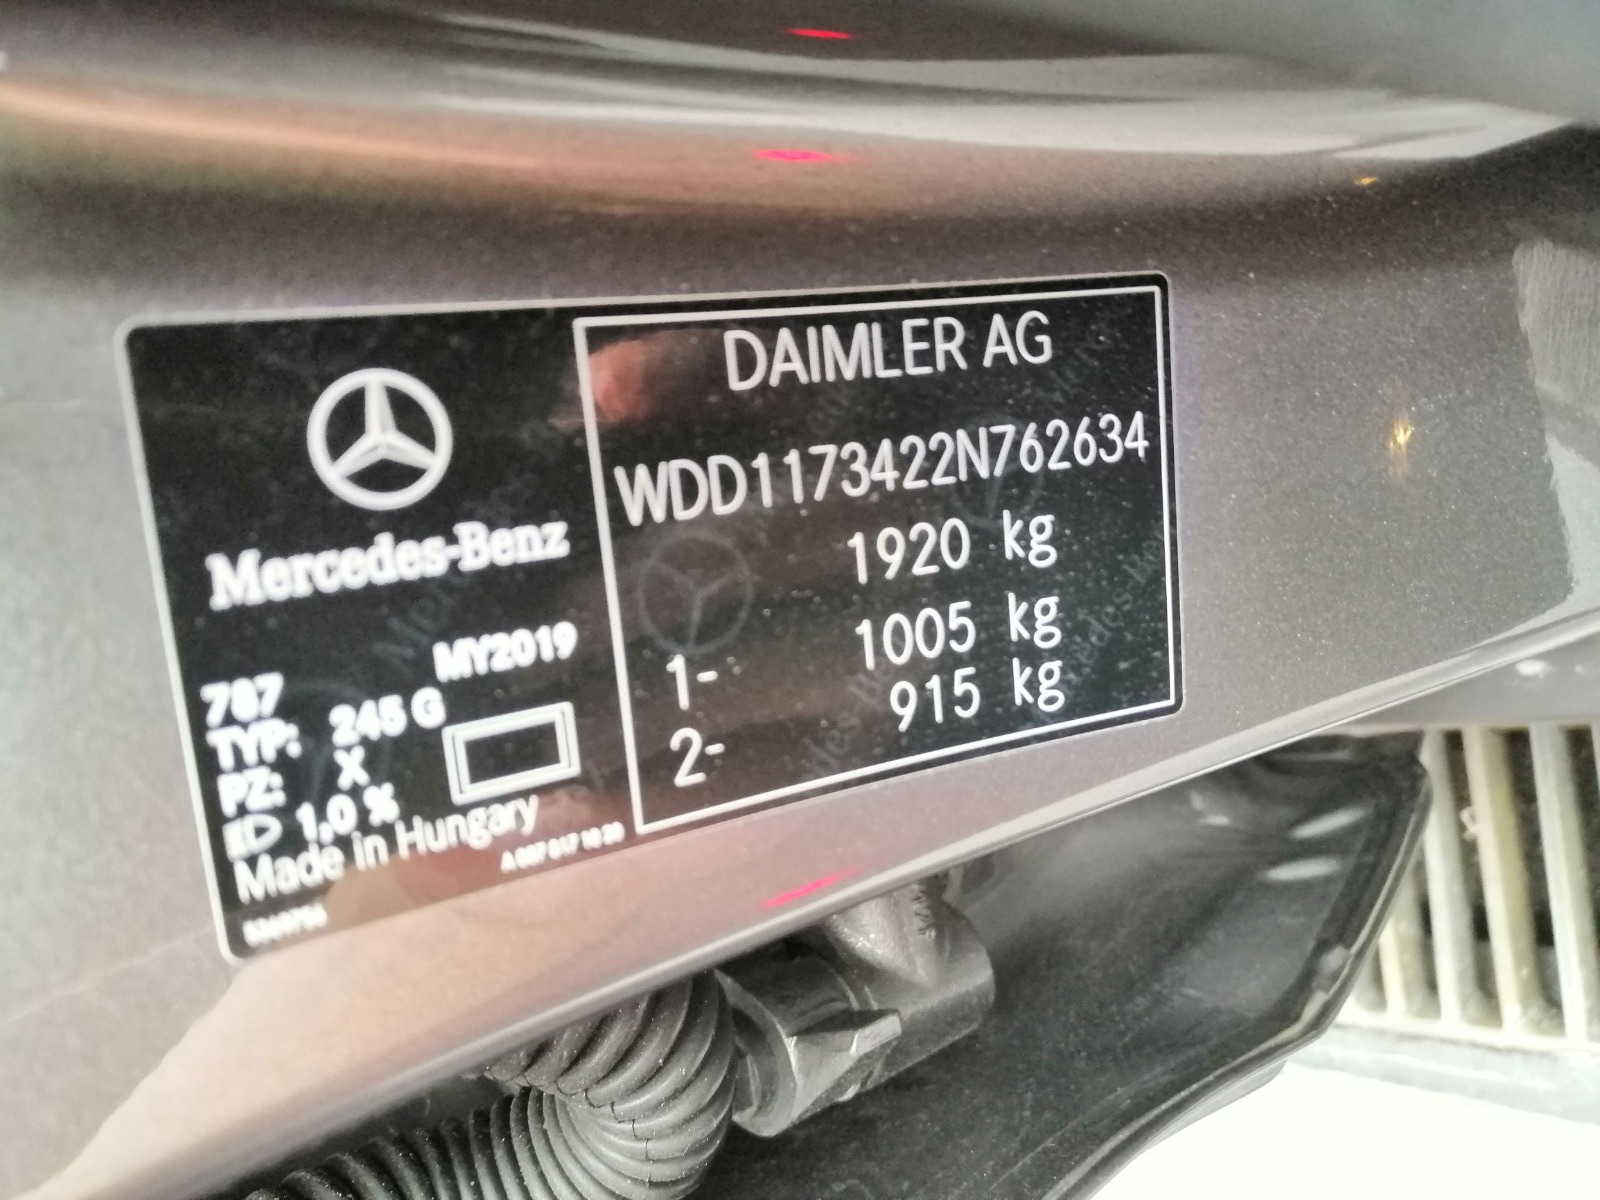 Mercedes-Benz
MY2019
787
TYP: 245 G
PZ: X
1,0 %
Made in Hungary
DAIMLER AG
WDD1173422N762634
1920 kg
1- 1005 kg
2- 915 kg